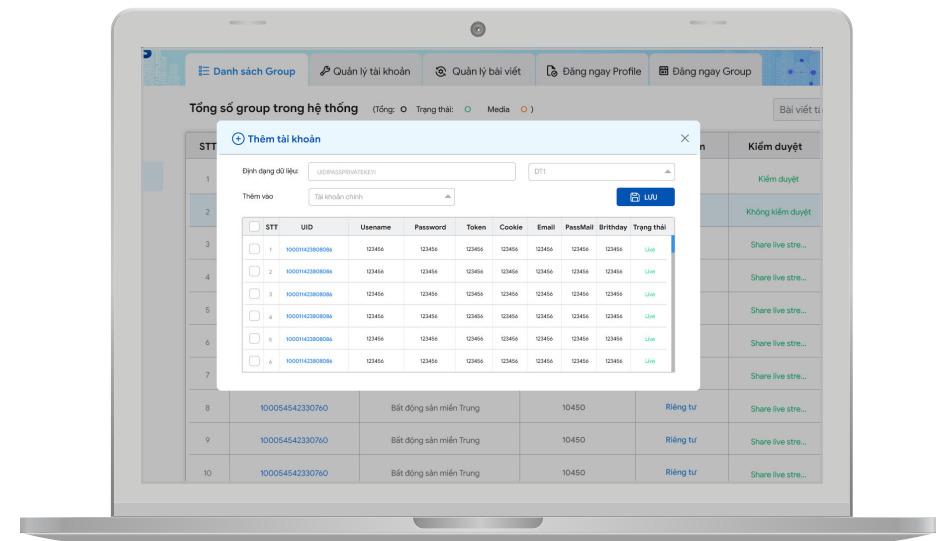 Danh sách Group Quản lý tài khoản Quản lý bài viết Đăng ngay Profile Đăng ngay Group
Tổng số group trong hệ thống (Tổng: Trạng thái: Media )
Bài viết
STT Kiểm duyệt
Thêm tài khoản
Định dạng dữ liệu: UIDIPASSPRIVATEKEYI DT1
Thêm vào Tài khoản chính LƯU
STT UID Usename Password Token Cookie Email PassMail Brithday Trạng thái
1 100011423808086 123456 123456 123456 123456 123456 123456 123456 Live
2 100011423808086 123456 123456 123456 123456 123456 123456 123456 Live
3 100011423808086 123456 123456 123456 123456 123456 123456 123456 Live
4 100011423808086 123456 123456 123456 123456 123456 123456 123456 Live
5 100011423808086 123456 123456 123456 123456 123456 123456 123456 Live
6 100011423808086 123456 123456 123456 123456 123456 123456 123456 Live
1 Kiểm duyệt
2 Không kiểm duyệt
3 Share live stre...
4 Share live stre...
5 Share live stre...
6 Share live stre...
7 Share live stre...
8 100054542330760 Bất động sản miền Trung 10450 Riêng tư Share live stre...
9 100054542330760 Bất động sản miền Trung 10450 Riêng tư Share live stre...
10 100054542330760 Bất động sản miền Trung 10450 Riêng tư Share live stre...